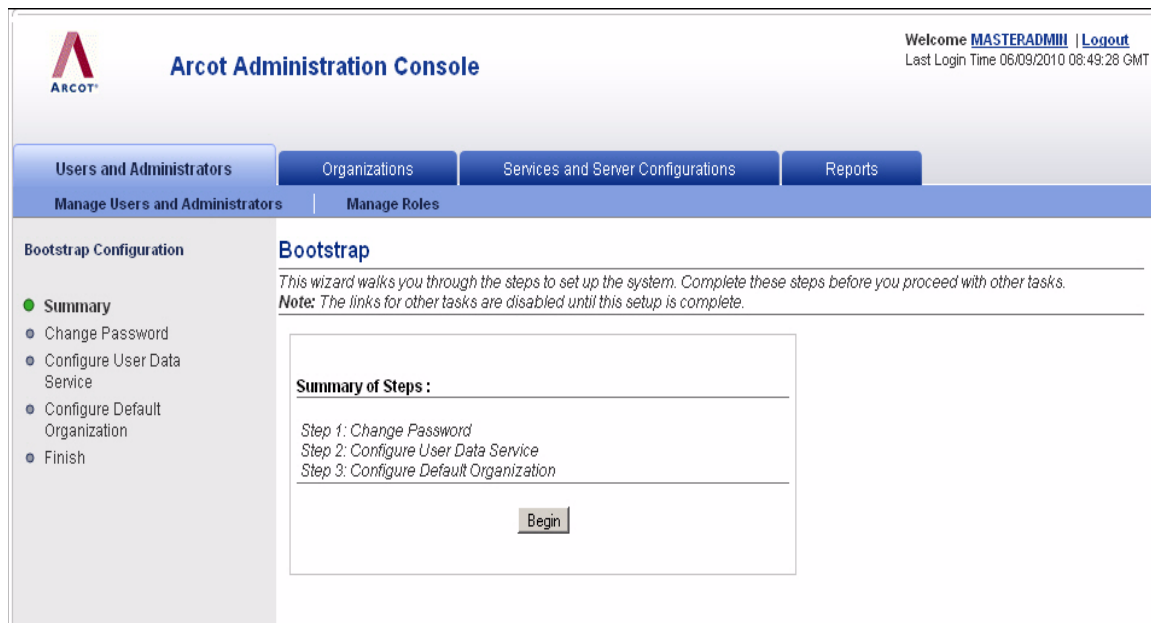 ARCOT
Arcot Administration Console
Welcome MASTERADMIN | Logout
Last Login Time 06/09/2010 08:49:28 GMT
Users and Administrators
Organizations
Services and Server Configurations
Reports
Manage Users and Administrators
Manage Roles
Bootstrap Configuration
Summary
Change Password
Configure User Data
Service
Configure Default
Organization
Finish
Bootstrap
This wizard walks you through the steps to set up the system. Complete these steps before you proceed with other tasks.
Note: The links for other tasks are disabled until this setup is complete.
Summary of Steps :
Step 1: Change Password
Step 2: Configure User Data Service
Step 3: Configure Default Organization
Begin